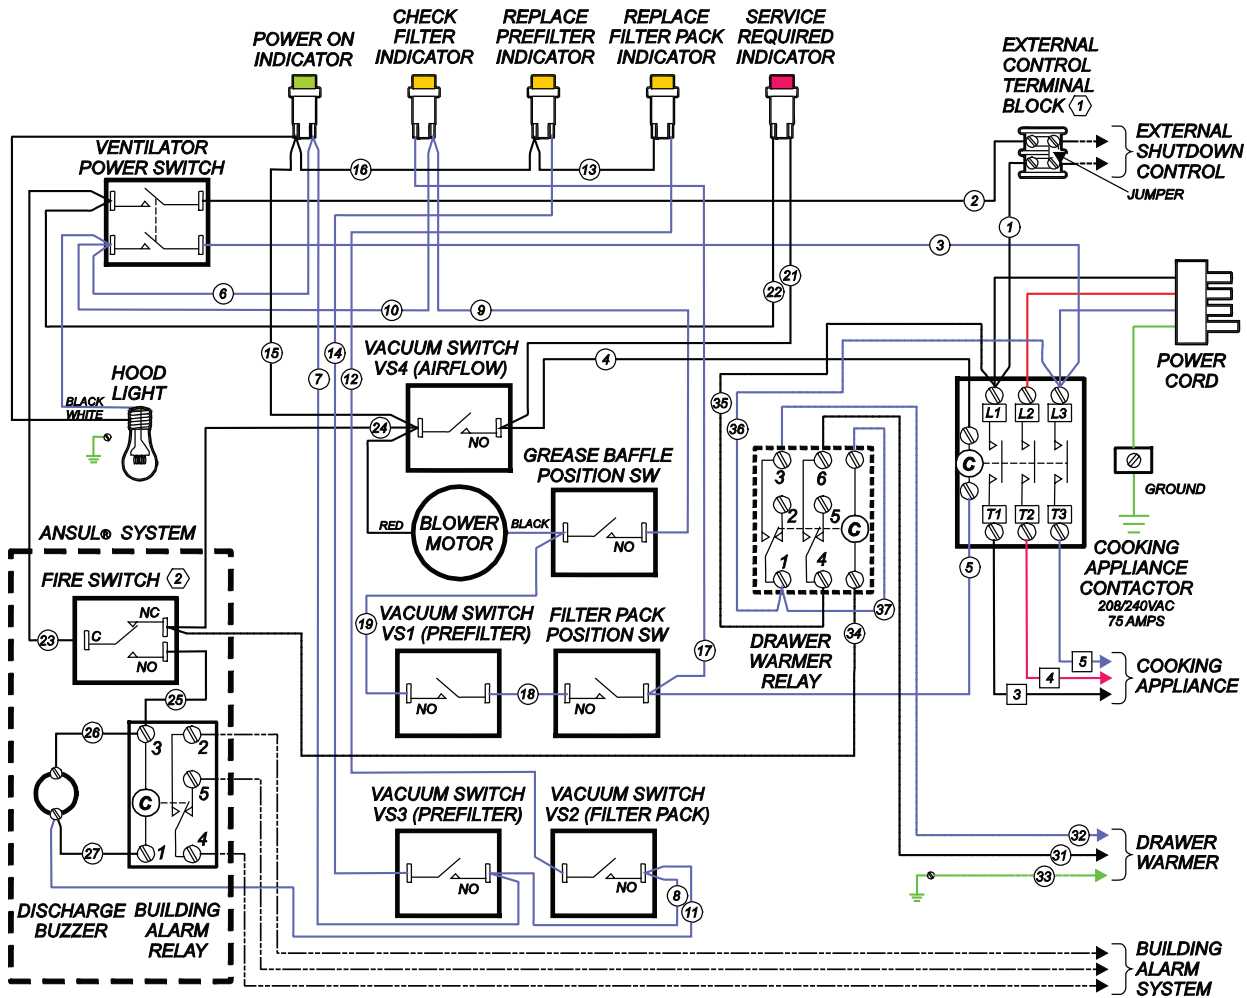 POWER ON
INDICATOR
CHECK
FILTER
INDICATOR
REPLACE
PREFILTER
INDICATOR
REPLACE
FILTER PACK
INDICATOR
SERVICE
REQUIRED
INDICATOR
EXTERNAL
CONTROL
TERMINAL
BLOCK 1
EXTERNAL
SHUTDOWN
CONTROL
JUMPER
VENTILATOR
POWER SWITCH
16
13
2
1
3
6
10
9
21
22
15
14
7
12
4
VACUUM SWITCH
VS4 (AIRFLOW)
NO
24
HOOD
LIGHT
BLACK
WHITE
POWER
CORD
GROUND
35
36
L1
L2
L3
C
T1
T2
T3
5
COOKING
APPLIANCE
CONTACTOR
208/240VAC
75 AMPS
GREASE BAFFLE
POSITION SW
NO
BLOWER
MOTOR
RED
BLACK
3
6
2
5
C
1
4
37
34
DRAWER
WARMER
RELAY
ANSUL® SYSTEM
FIRE SWITCH 2
NC
C
NO
23
25
19
VACUUM SWITCH
VS1 (PREFILTER)
NO
18
FILTER PACK
POSITION SW
NO
17
5
4
3
COOKING
APPLIANCE
26
27
3
2
C
5
1
4
DISCHARGE
BUZZER
BUILDING
ALARM
RELAY
VACUUM SWITCH
VS3 (PREFILTER)
NO
VACUUM SWITCH
VS2 (FILTER PACK)
NO
8
11
32
31
33
DRAWER
WARMER
BUILDING
ALARM
SYSTEM